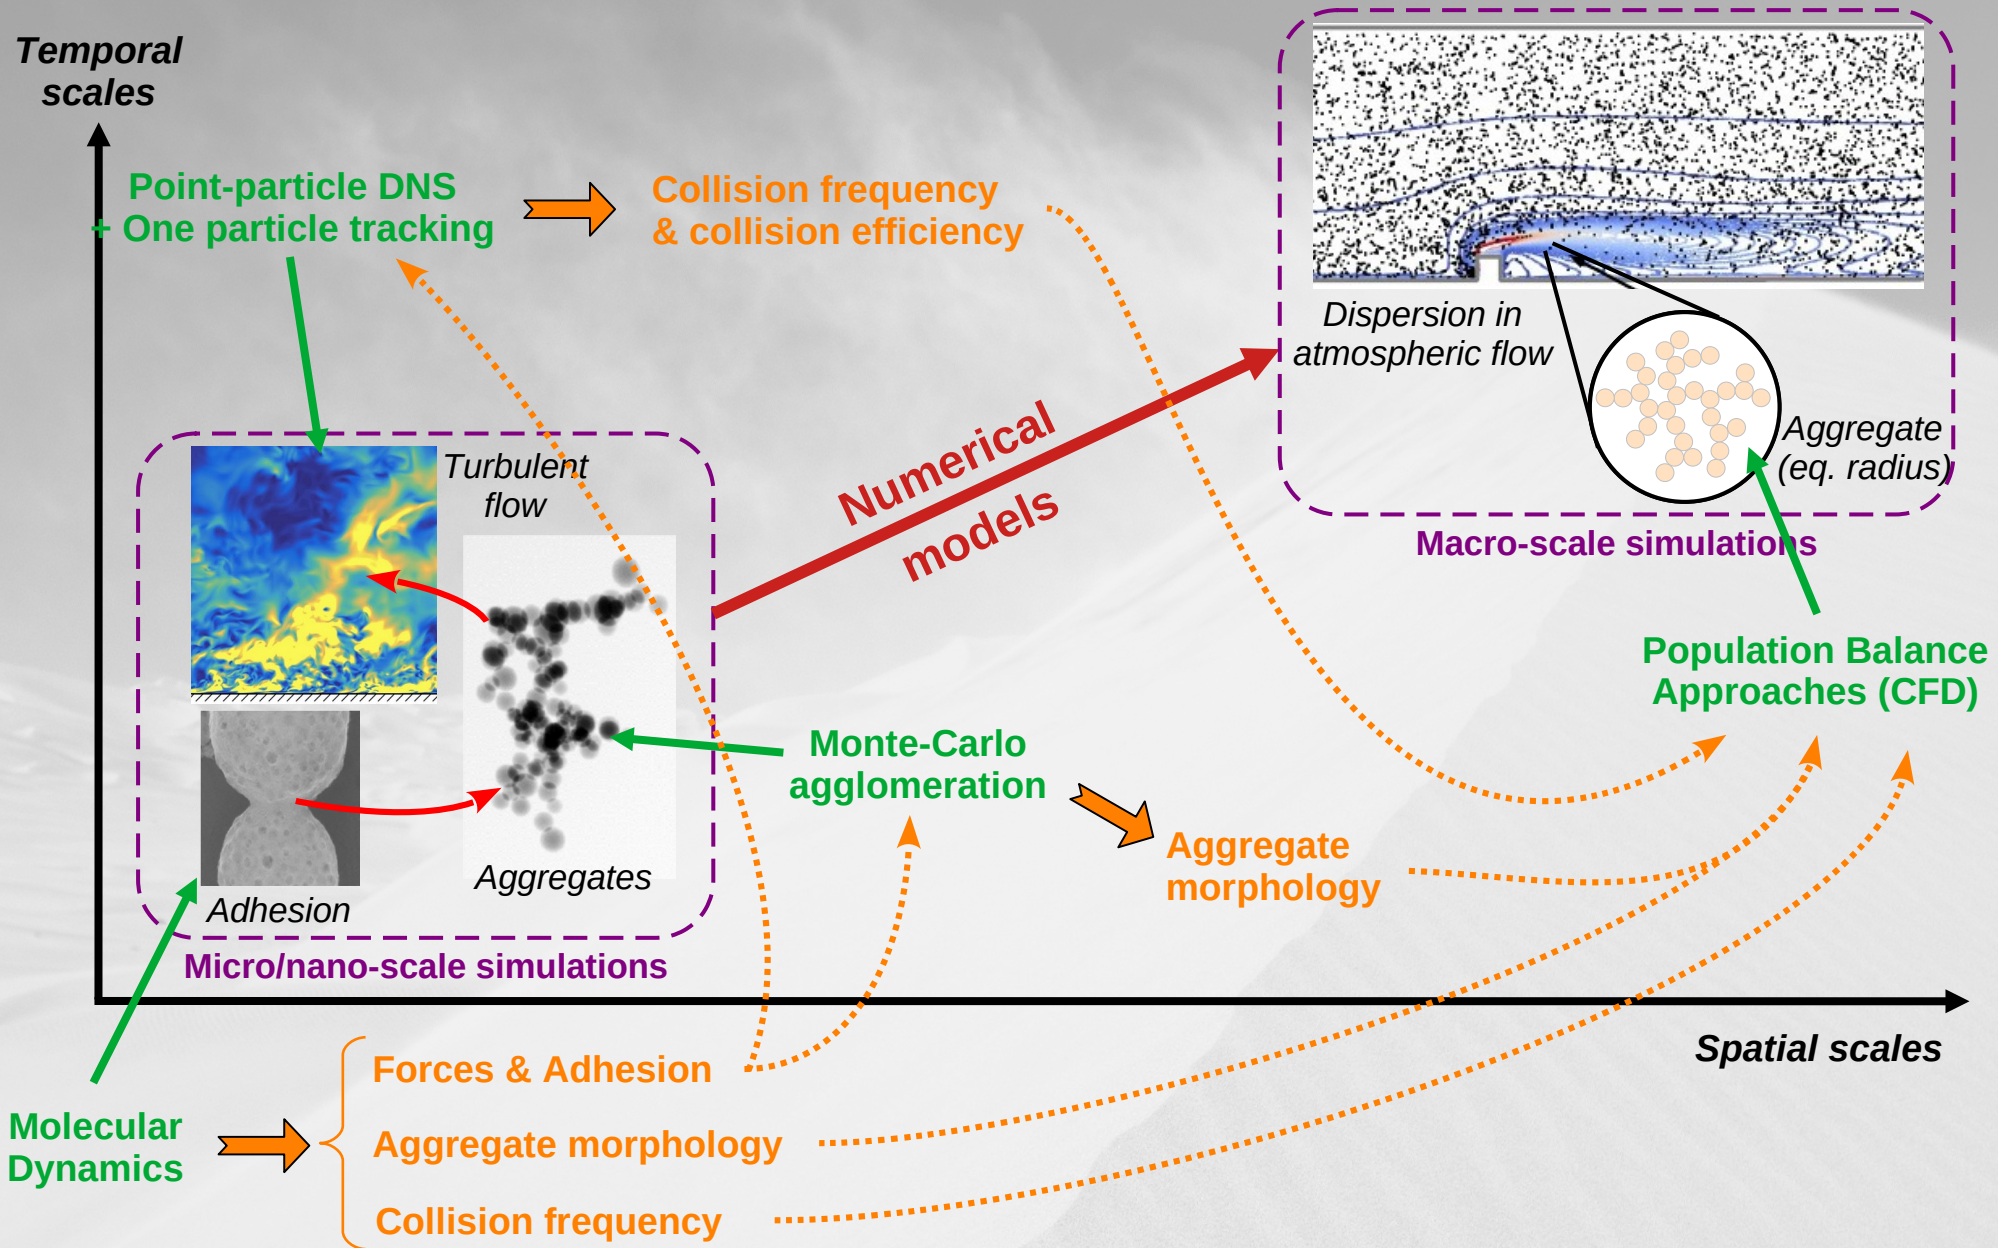 Temporal
scales
Point-particle DNS
+ One particle tracking
Collision frequency
& collision efficiency
Dispersion in
atmospheric flow
Aggregate
(eq. radius)
Macro-scale simulations
Numerical
models
Turbulent
flow
Aggregates
Adhesion
Micro/nano-scale simulations
Monte-Carlo
agglomeration
Aggregate
morphology
Population Balance
Approaches (CFD)
Spatial scales
Molecular
Dynamics
Forces & Adhesion
Aggregate morphology
Collision frequency